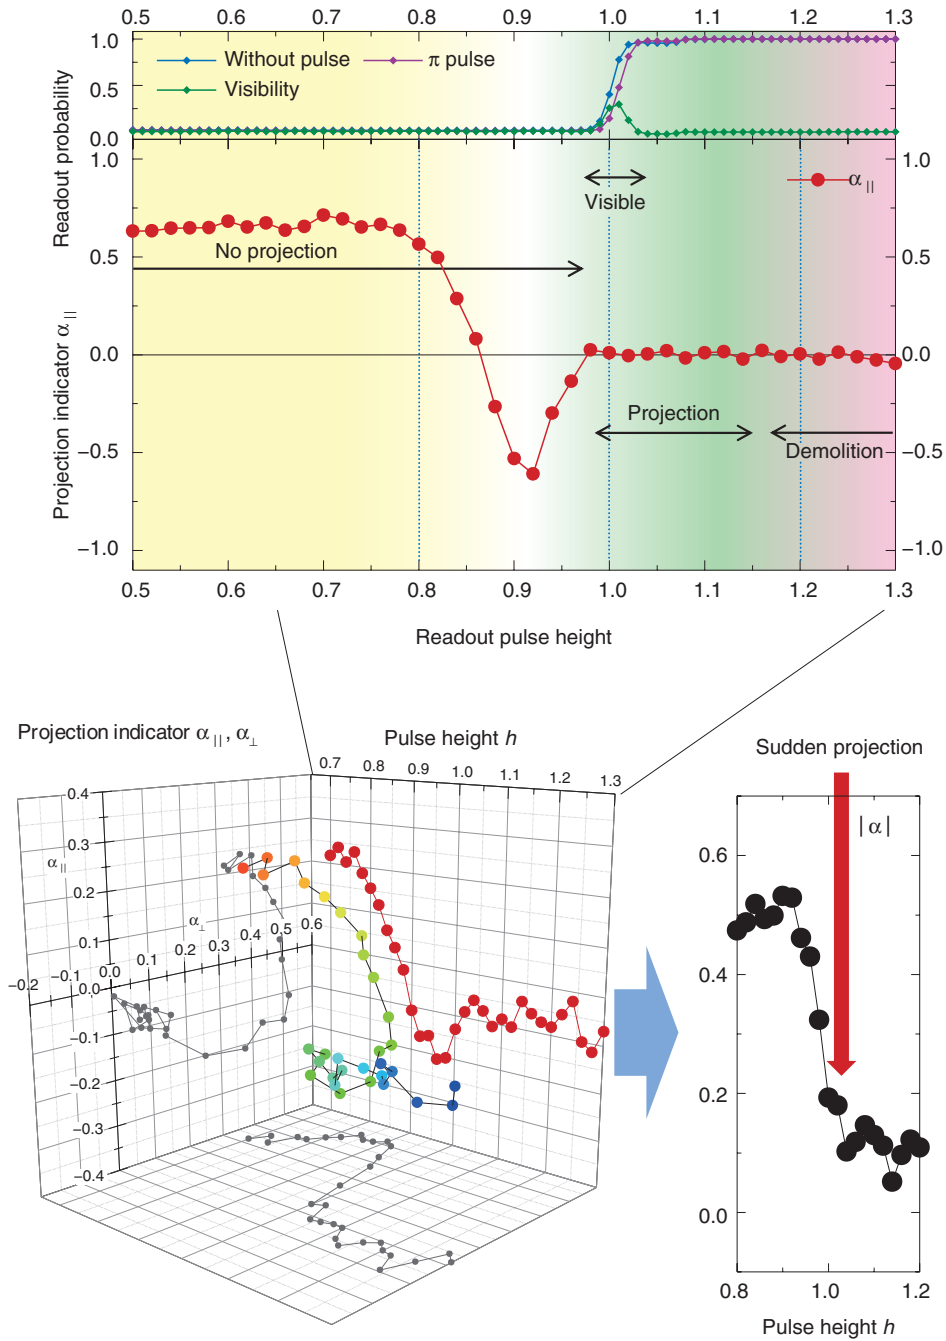 0.5 0.6 0.7 0.8 0.9 1.0 1.1 1.2 1.3
1.0
0.5
0.0
Readout probability
Without pulse
π pulse
Visibility
1.0
0.5
0.0
−0.5
−1.0
Projection indicator α||
1.0
0.5
0.0
−0.5
−1.0
Visible
α||
No projection
Projection
Demolition
0.5 0.6 0.7 0.8 0.9 1.0 1.1 1.2 1.3
Readout pulse height
Projection indicator α||, α⊥
Pulse height h
0.7 0.8 0.9 1.0 1.1 1.2 1.3
0.4
0.3
0.2
0.1
0.0
−0.1
−0.2
−0.3
−0.4
α||
α⊥
−0.2 −0.1 0.0 0.1 0.2 0.3 0.4 0.5 0.6
Sudden projection
|α|
0.6
0.4
0.2
0.0
0.8 1.0 1.2
Pulse height h